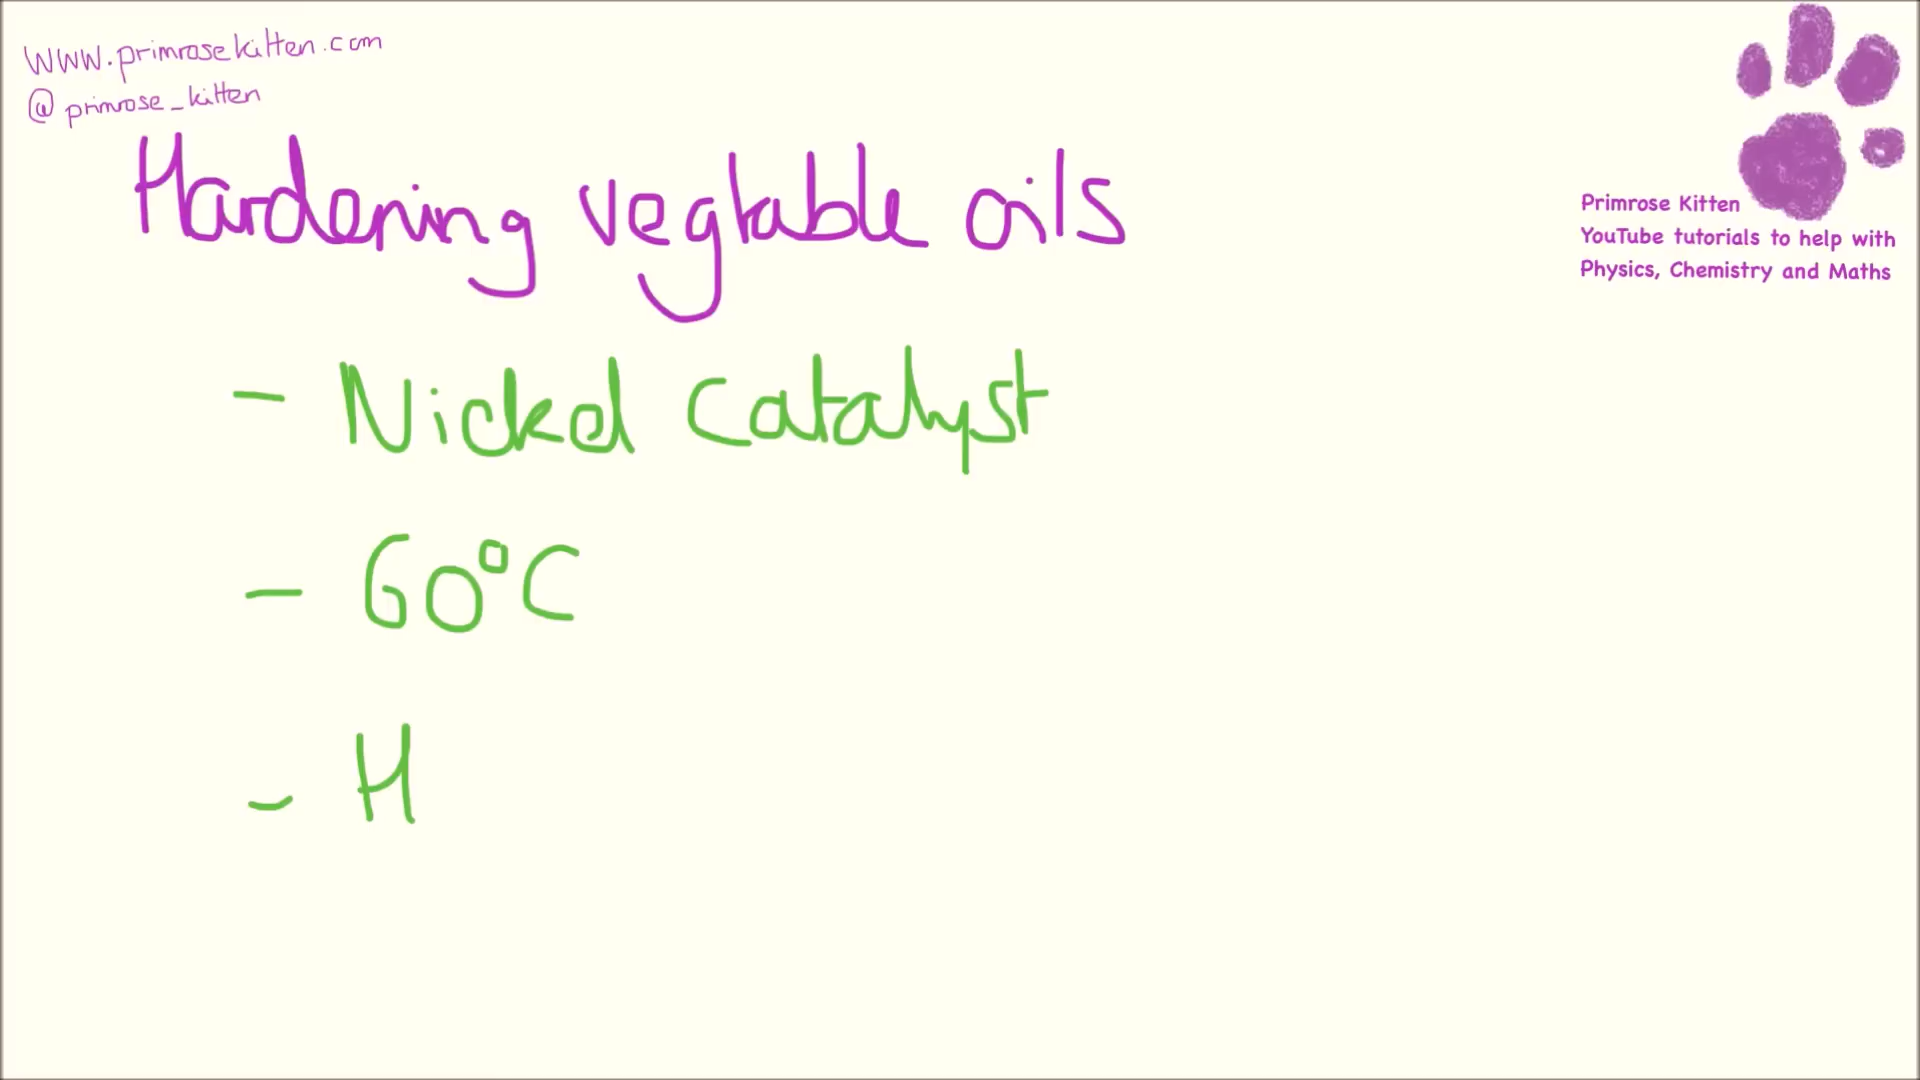 www.primrosekitten.com
@primrose_kitten
Hardening vegtable oils
- Nickel catalyst
- 60°C
- H
Primrose Kitten
YouTube tutorials to help with
Physics, Chemistry and Maths